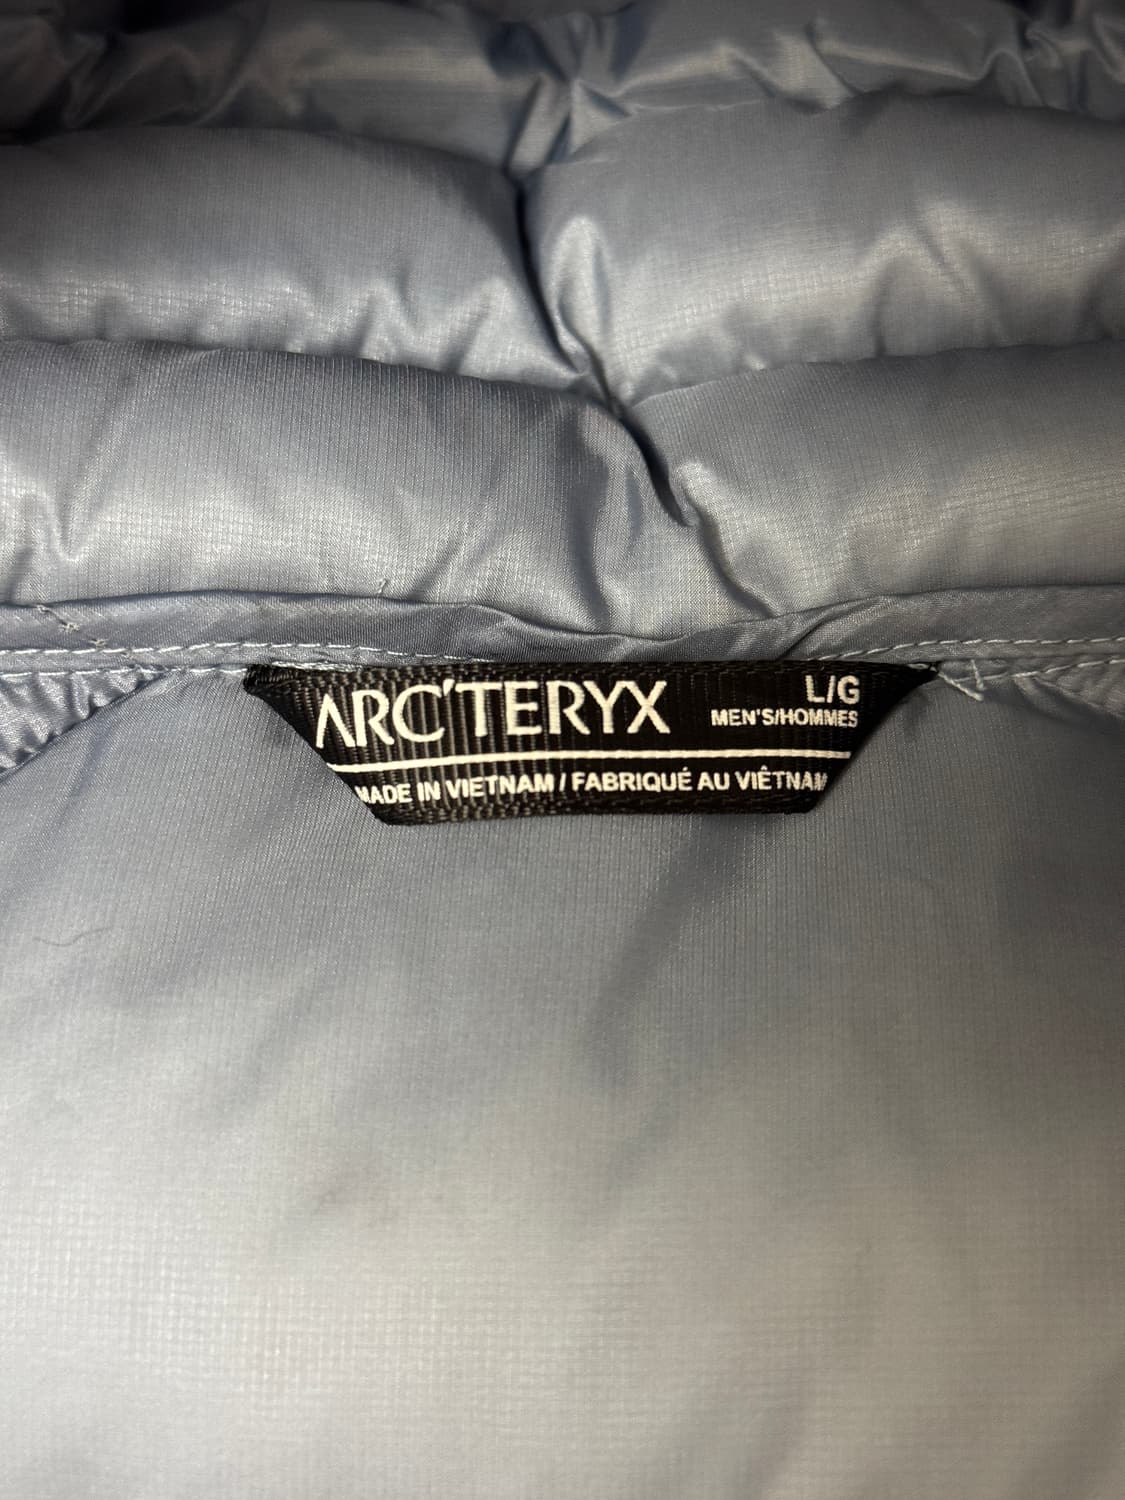 ARC'TERYX
L/G
MEN'S/HOMMES
MADE IN VIETNAM / FABRIQUÉ AU VIÊTNAM